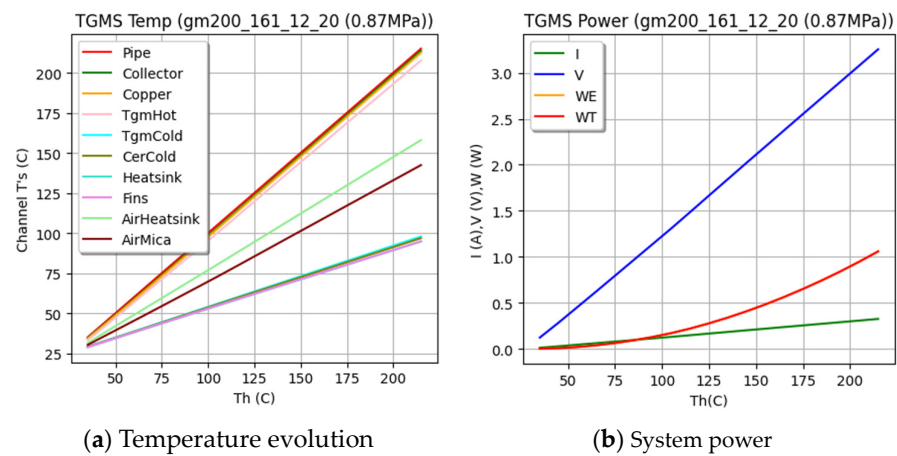 TGMS Temp (gm200_161_12_20 (0.87MPa))
Channel T's (C)
200
175
150
125
100
75
50
25
Pipe
Collector
Copper
TgmHot
TgmCold
CerCold
Heatsink
Fins
AirHeatsink
AirMica
50 75 100 125 150 175 200
Th (C)
(a) Temperature evolution
TGMS Power (gm200_161_12_20 (0.87MPa))
I (A),V (V),W (W)
3.0
2.5
2.0
1.5
1.0
0.5
0.0
I
V
WE
WT
50 75 100 125 150 175 200
Th(C)
(b) System power